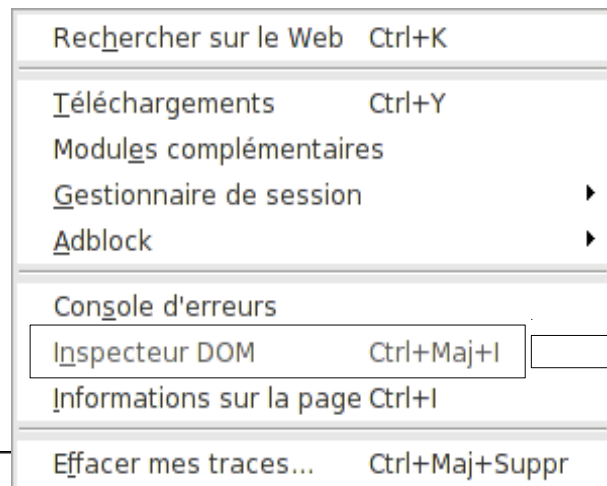 Rechercher sur le Web Ctrl+K
Téléchargements Ctrl+Y
Modules complémentaires
Gestionnaire de session
Adblock
Console d'erreurs
Inspecteur DOM Ctrl+Maj+I
Informations sur la page Ctrl+I
Effacer mes traces... Ctrl+Maj+Suppr